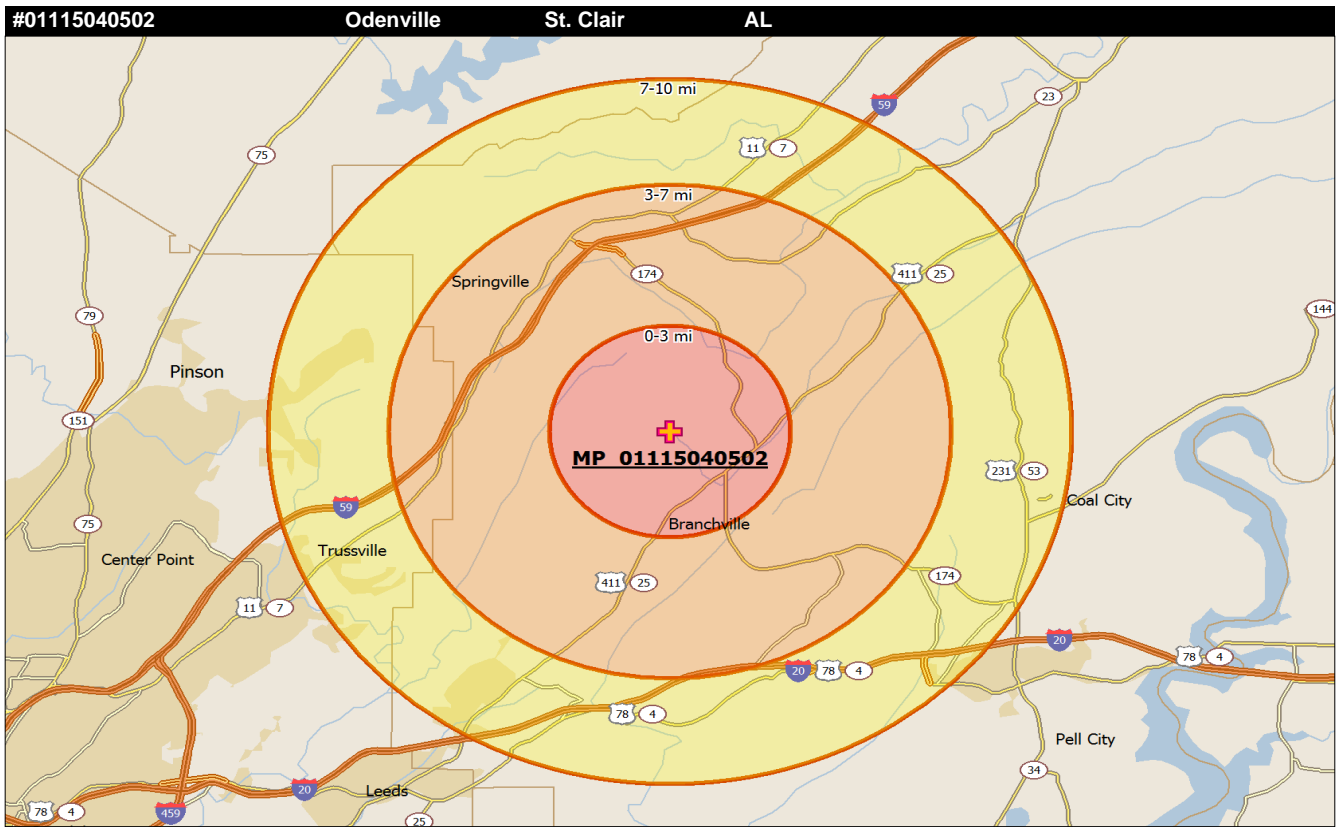 #01115040502 Odenville St. Clair AL
7-10 mi
59
23
75
11 7
3-7 mi
174
411 25
Springville
79
144
0-3 mi
Pinson
151
MP 01115040502
231 53
Coal City
59
75
Branchville
Trussville
Center Point
174
411 25
11 7
20
78 4
20 78 4
78 4
Pell City
34
20
Leeds
78 4
459
25